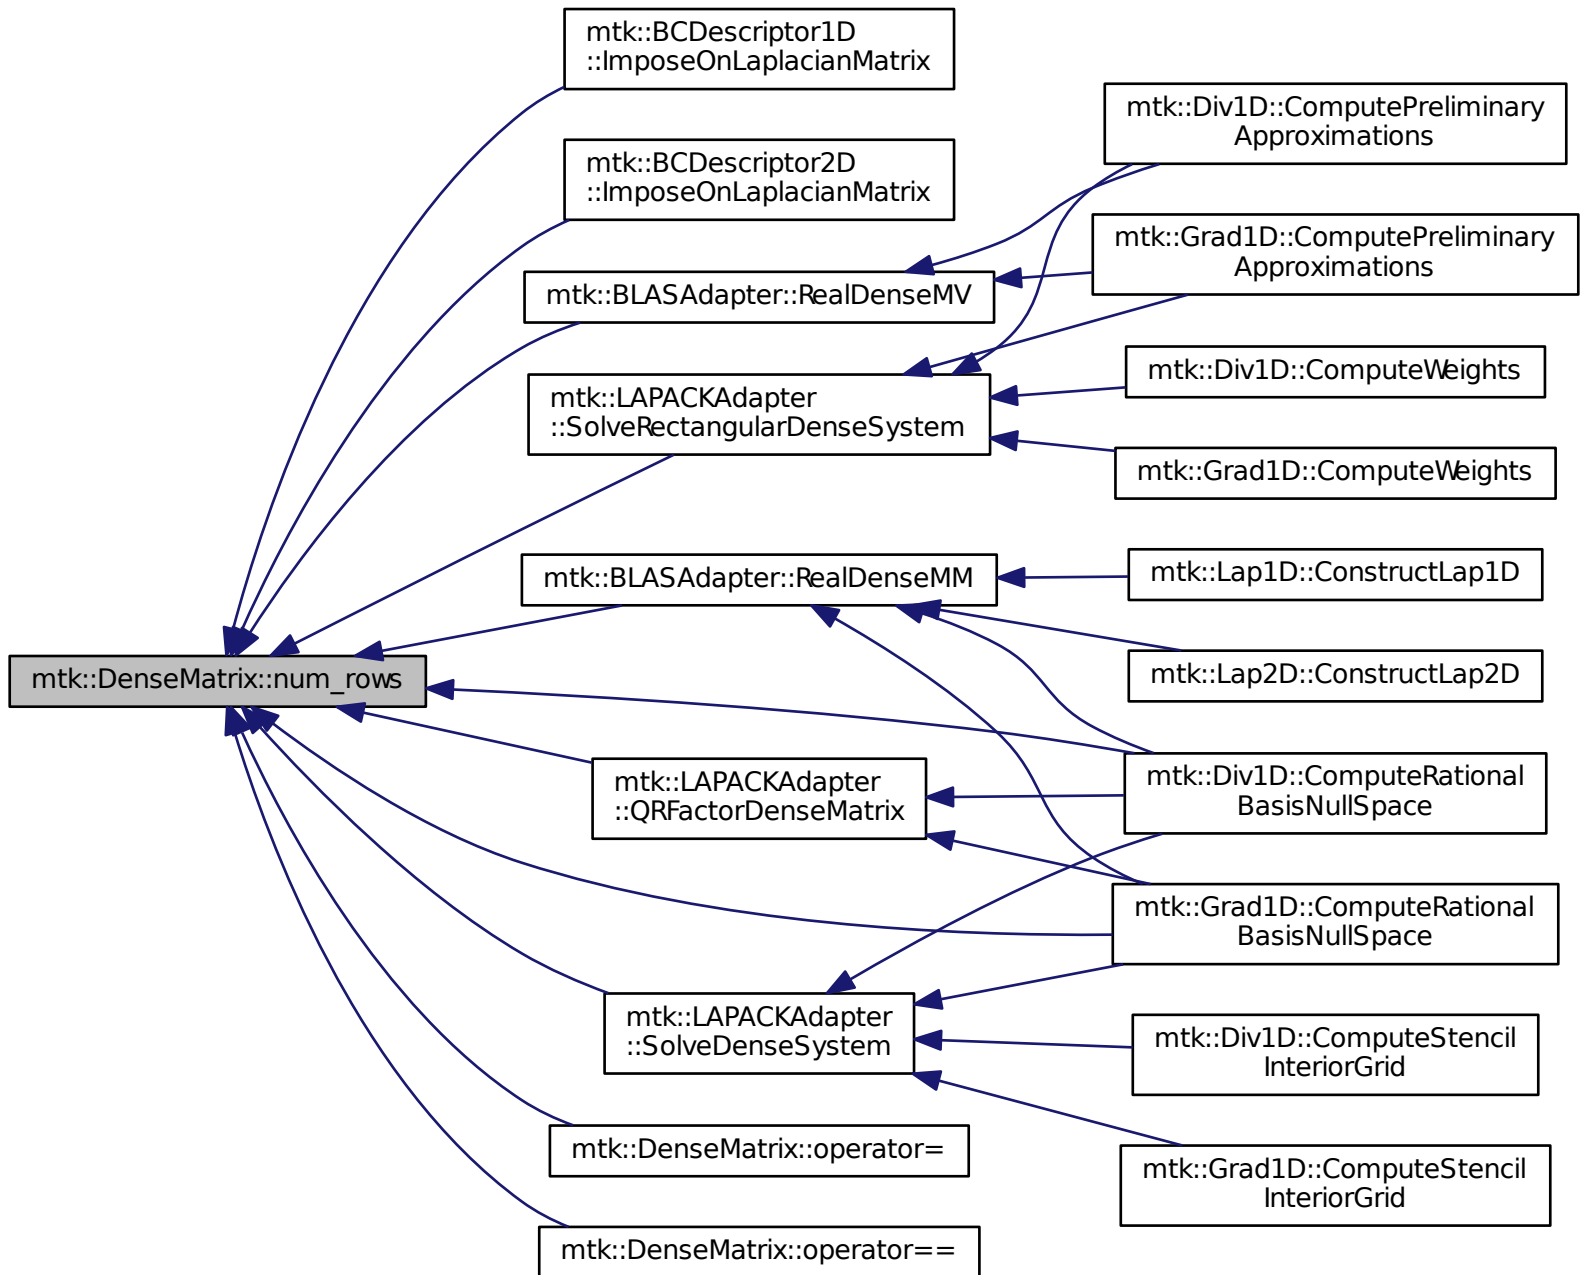 mtk::BCDescriptor1D
::ImposeOnLaplacianMatrix
mtk::Div1D::ComputePreliminary
Approximations
mtk::BCDescriptor2D
::ImposeOnLaplacianMatrix
mtk::Grad1D::ComputePreliminary
Approximations
mtk::BLASAdapter::RealDenseMV
mtk::Div1D::ComputeWeights
mtk::LAPACKAdapter
::SolveRectangularDenseSystem
mtk::Grad1D::ComputeWeights
mtk::BLASAdapter::RealDenseMM
mtk::Lap1D::ConstructLap1D
mtk::DenseMatrix::num_rows
mtk::Lap2D::ConstructLap2D
mtk::LAPACKAdapter
::QRFactorDenseMatrix
mtk::Div1D::ComputeRational
BasisNullSpace
mtk::Grad1D::ComputeRational
BasisNullSpace
mtk::LAPACKAdapter
::SolveDenseSystem
mtk::Div1D::ComputeStencil
InteriorGrid
mtk::DenseMatrix::operator=
mtk::Grad1D::ComputeStencil
InteriorGrid
mtk::DenseMatrix::operator==